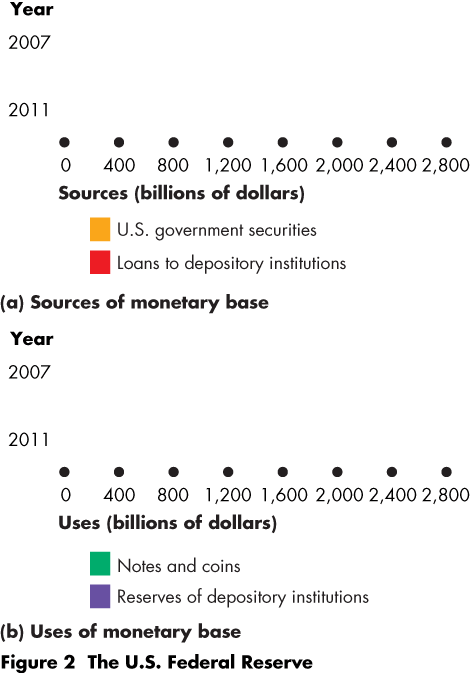 Year
2007
2011
0 400 800 1,200 1,600 2,000 2,400 2,800
Sources (billions of dollars)
U.S. government securities
Loans to depository institutions
(a) Sources of monetary base
Year
2007
2011
0 400 800 1,200 1,600 2,000 2,400 2,800
Uses (billions of dollars)
Notes and coins
Reserves of depository institutions
(b) Uses of monetary base
Figure 2 The U.S. Federal Reserve